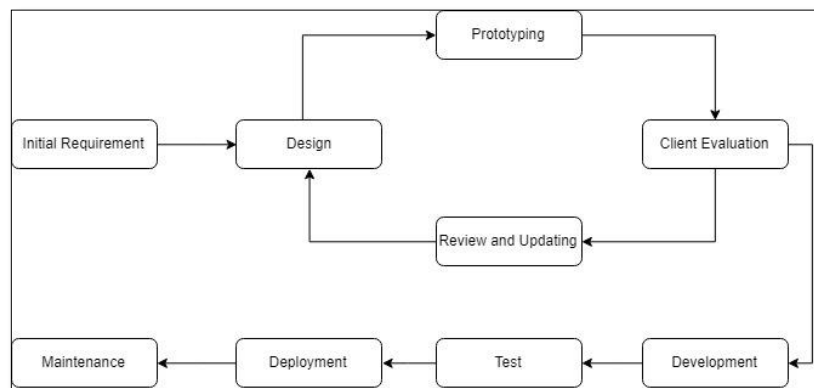 Prototyping
Initial Requirement
Design
Client Evaluation
Review and Updating
Maintenance
Deployment
Test
Development